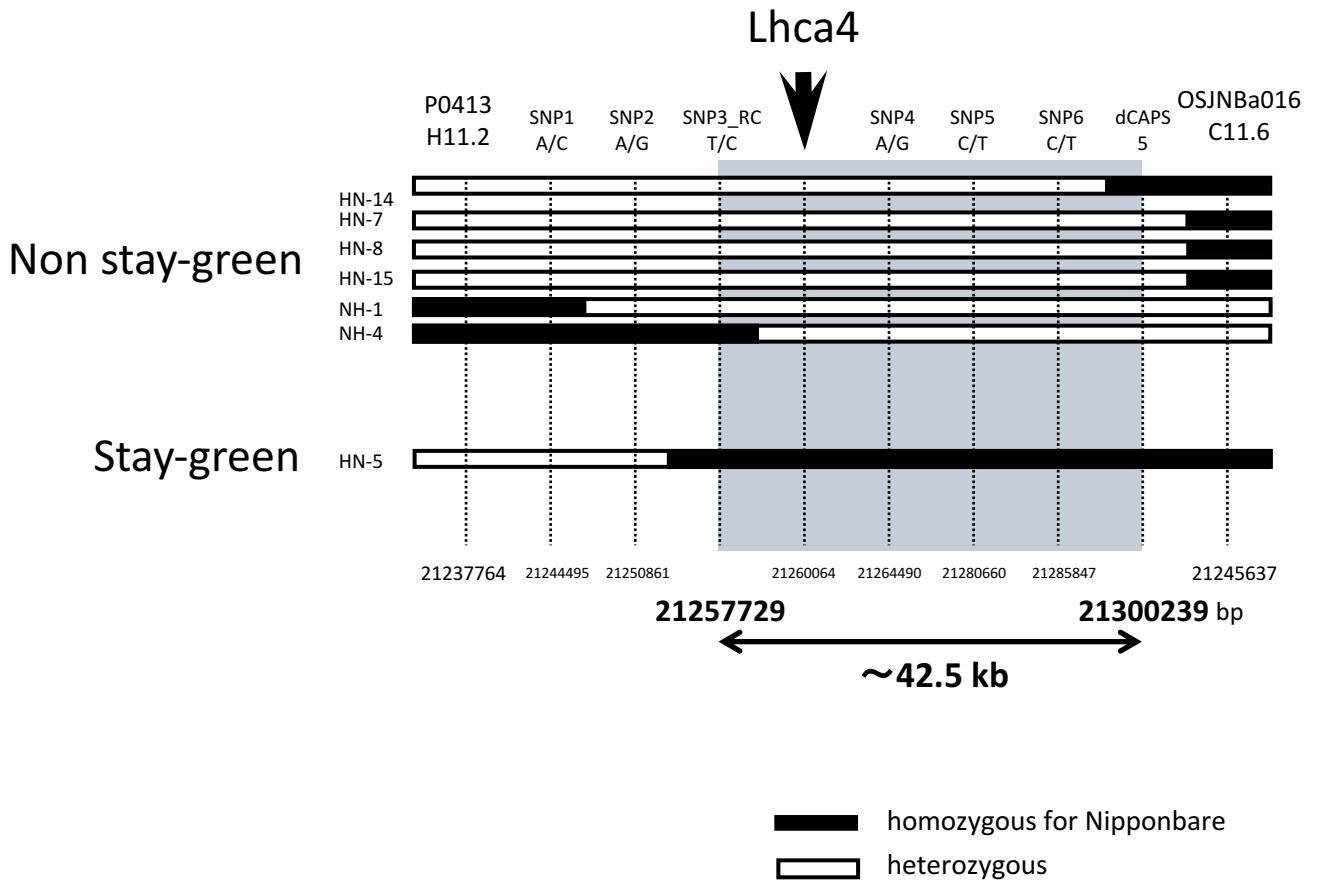 Lhca4
P0413
H11.2
SNP1
A/C
SNP2
A/G
SNP3_RC
T/C
SNP4
A/G
SNP5
C/T
SNP6
C/T
dCAPS
5
OSJNBa016
C11.6
Non stay-green
HN-14
HN-7
HN-8
HN-15
NH-1
NH-4
Stay-green
HN-5
21237764
21244495
21250861
21260064
21264490
21280660
21285847
21245637
21257729
21300239 bp
~42.5 kb
homozygous for Nipponbare
heterozygous